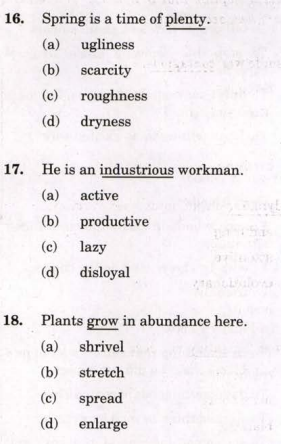 16. Spring is a time of plenty.
(a) ugliness
(b) scarcity
(c) roughness
(d) dryness
17. He is an industrious workman.
(a) active
(b) productive
(c) lazy
(d) disloyal
18. Plants grow in abundance here.
(a) shrivel
(b) stretch
(c) spread
(d) enlarge